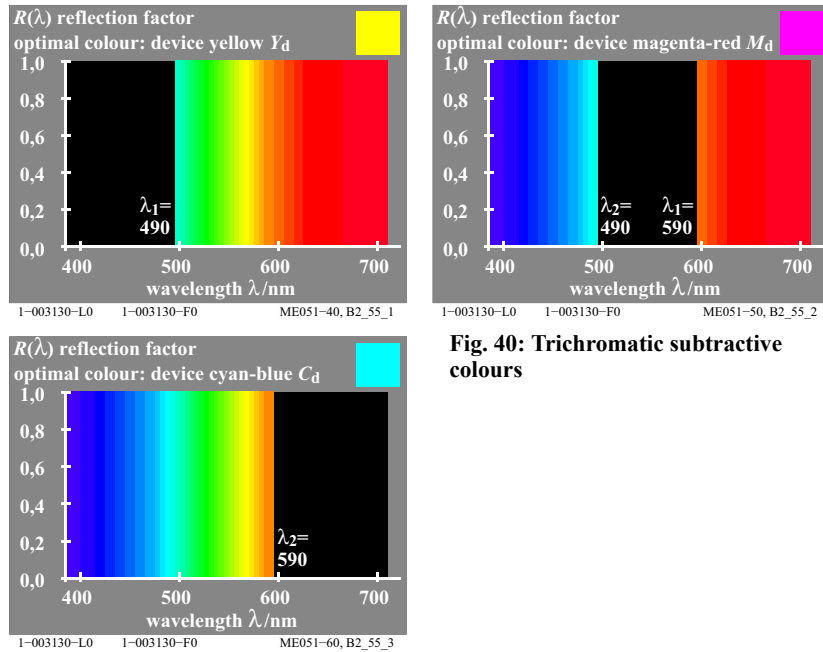 R(λ) reflection factor
optimal colour: device yellow Yd
1,0
0,8
0,6
0,4
0,2
0,0
λ1=
490
400 500 600 700
wavelength λ/nm
1−003130−L0 1−003130−F0 ME051−40, B2_55_1
R(λ) reflection factor
optimal colour: device magenta-red Md
1,0
0,8
0,6
0,4
0,2
0,0
λ2= λ1=
490 590
400 500 600 700
wavelength λ/nm
1−003130−L0 1−003130−F0 ME051−50, B2_55_2
R(λ) reflection factor
optimal colour: device cyan-blue Cd
1,0
0,8
0,6
0,4
0,2
0,0
λ2=
590
400 500 600 700
wavelength λ/nm
1−003130−L0 1−003130−F0 ME051−60, B2_55_3
Fig. 40: Trichromatic subtractive
colours